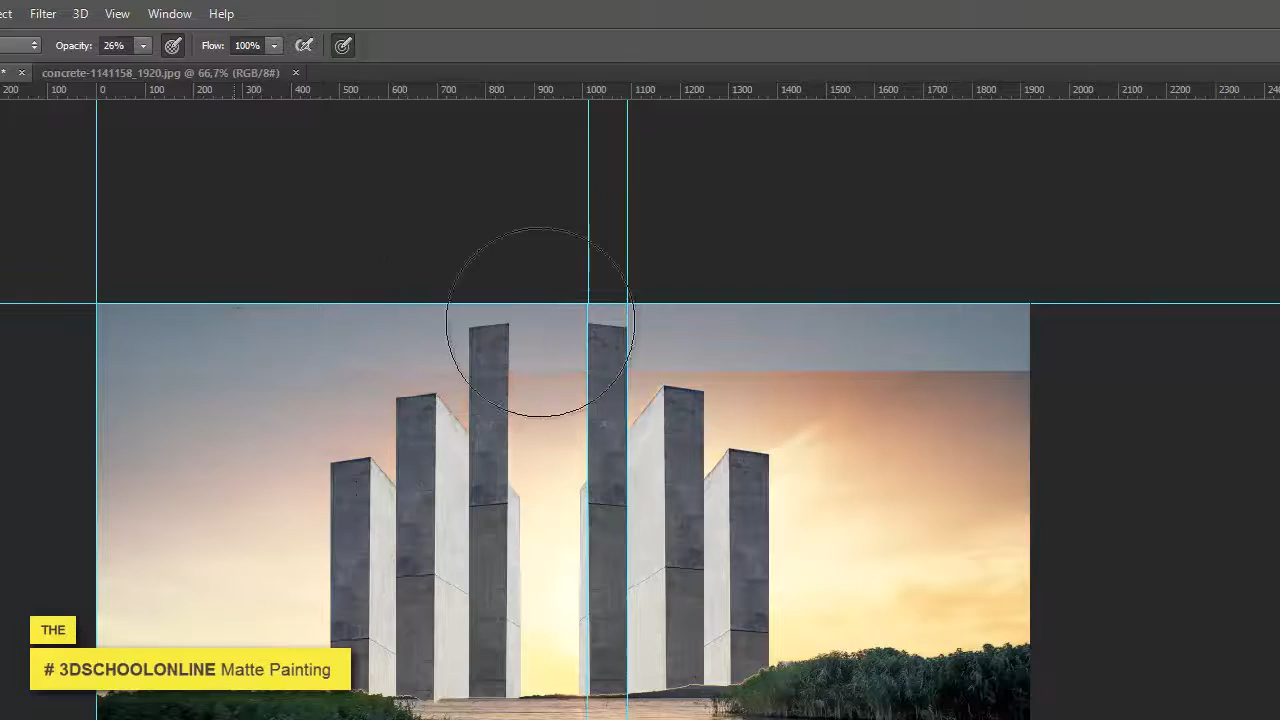 ect Filter 3D View Window Help
Opacity: 26% Flow: 100%
* × concrete-1141158_1920.jpg @ 66,7% (RGB/8#) ×
200 100 0 100 200 300 400 500 600 700 800 900 1000 1100 1200 1300 1400 1500 1600 1700 1800 1900 2000 2100 2200 2300 240
THE
# 3DSCHOOLONLINE Matte Painting